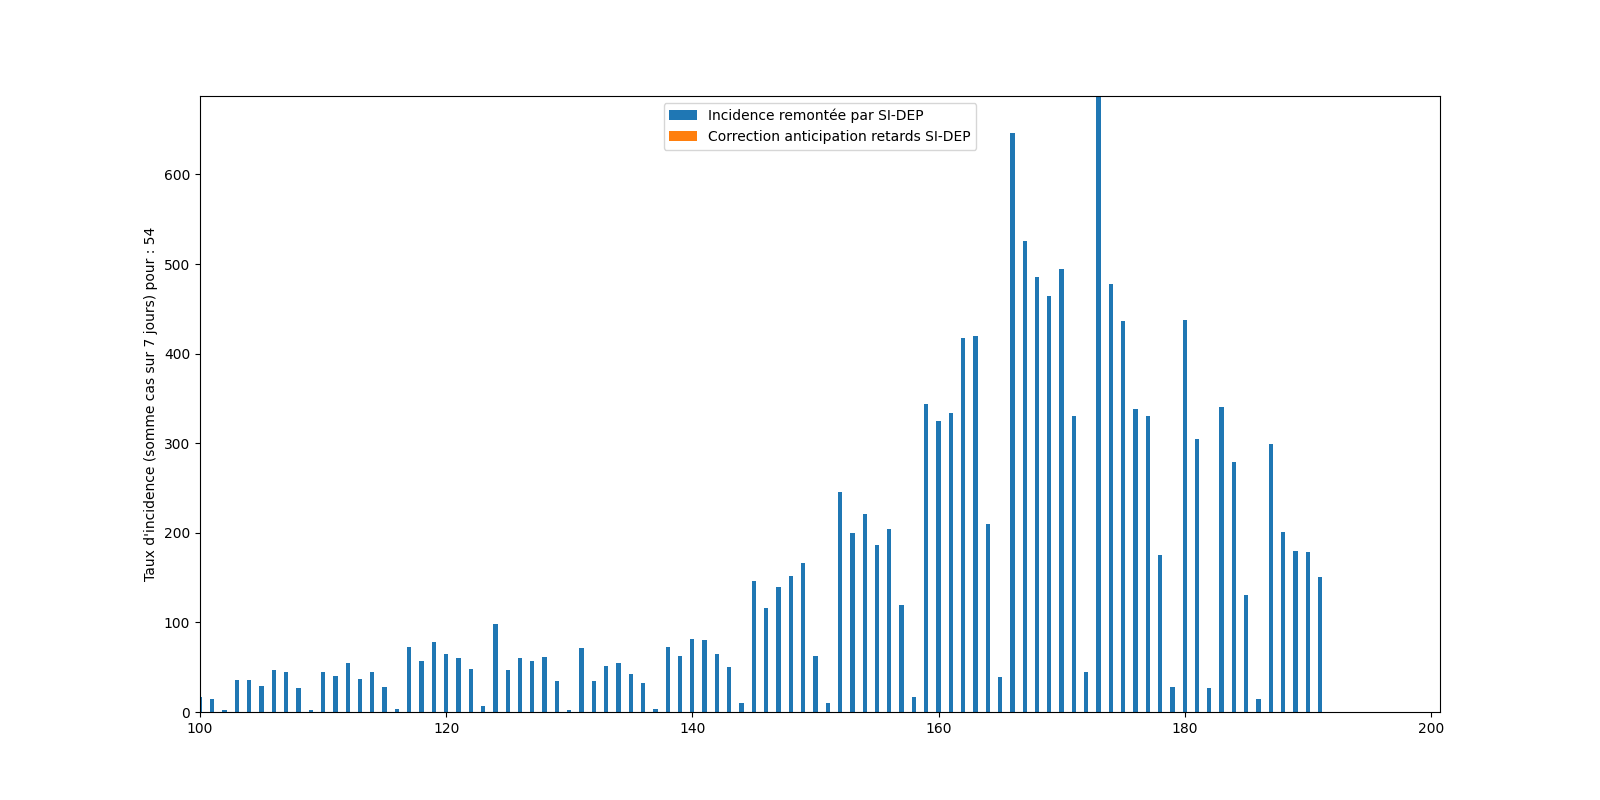 Incidence remontée par SI-DEP
Correction anticipation retards SI-DEP
Taux d'incidence (somme cas sur 7 jours) pour : 54
600
500
400
300
200
100
0
100 120 140 160 180 200